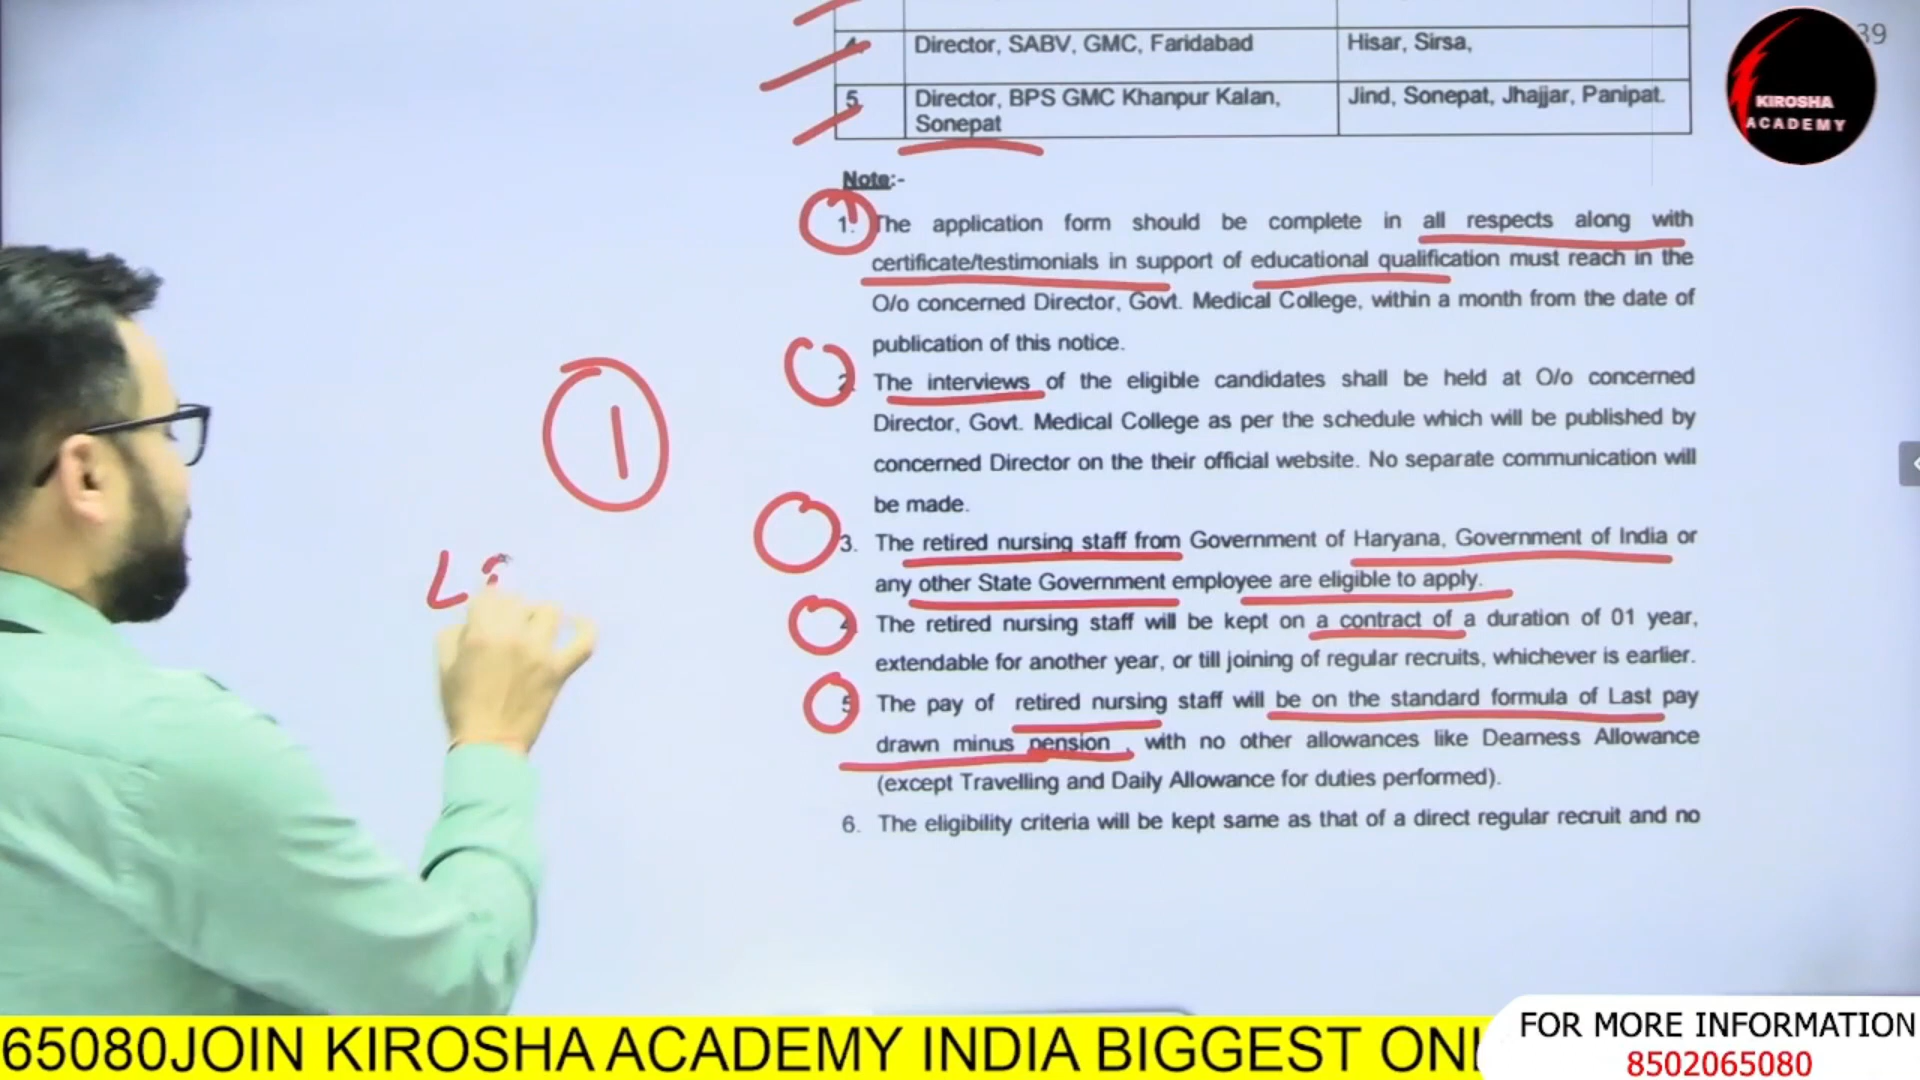 39
4. Director, SABV, GMC, Faridabad Hisar, Sirsa,
5. Director, BPS GMC Khanpur Kalan, Jind, Sonepat, Jhajjar, Panipat.
Sonepat
KIROSHA
ACADEMY
Note:-
1. The application form should be complete in all respects along with
certificate/testimonials in support of educational qualification must reach in the
O/o concerned Director, Govt. Medical College, within a month from the date of
publication of this notice.
2. The interviews of the eligible candidates shall be held at O/o concerned
Director, Govt. Medical College as per the schedule which will be published by
concerned Director on the their official website. No separate communication will
be made.
3. The retired nursing staff from Government of Haryana, Government of India or
any other State Government employee are eligible to apply.
4. The retired nursing staff will be kept on a contract of a duration of 01 year,
extendable for another year, or till joining of regular recruits, whichever is earlier.
5. The pay of retired nursing staff will be on the standard formula of Last pay
drawn minus pension , with no other allowances like Dearness Allowance
(except Travelling and Daily Allowance for duties performed).
6. The eligibility criteria will be kept same as that of a direct regular recruit and no
1
65080JOIN KIROSHA ACADEMY INDIA BIGGEST ONL
FOR MORE INFORMATION
8502065080